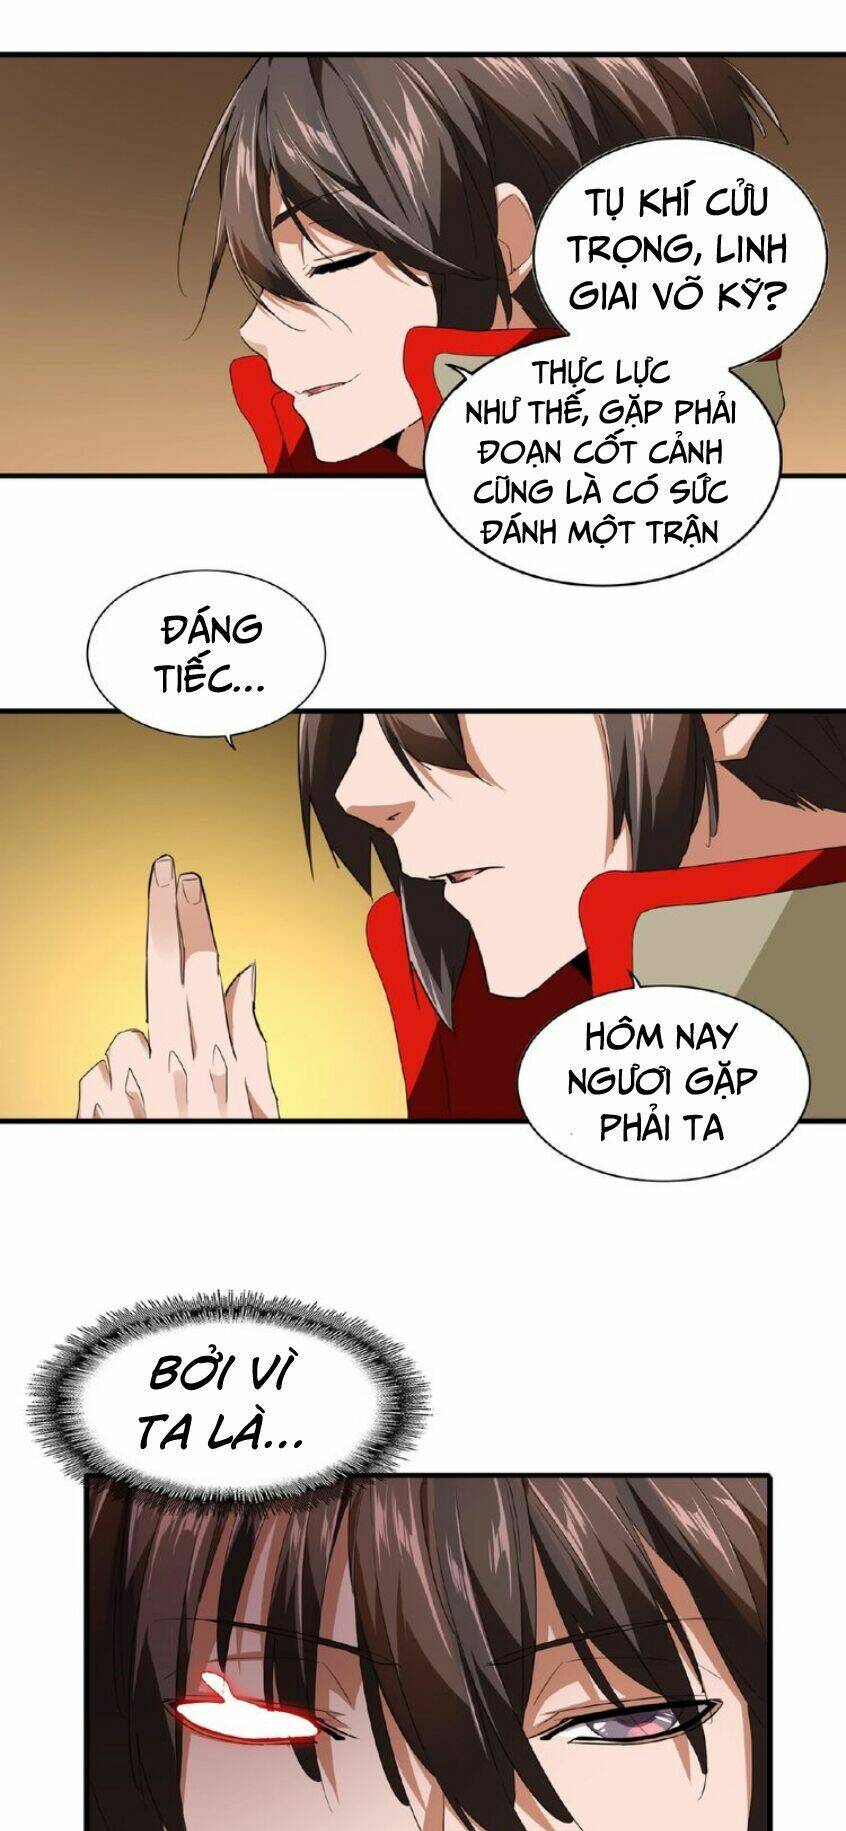 TỤ KHÍ CỬU
TRỌNG, LINH
GIAI VÕ KỸ?
THỰC LỰC
NHƯ THẾ, GẶP PHẢI
ĐOẠN CỐT CẢNH
CŨNG LÀ CÓ SỨC
ĐÁNH MỘT TRẬN
ĐÁNG
TIẾC...
HÔM NAY
NGƯƠI GẶP
PHẢI TA
BỞI VÌ
TA LÀ...